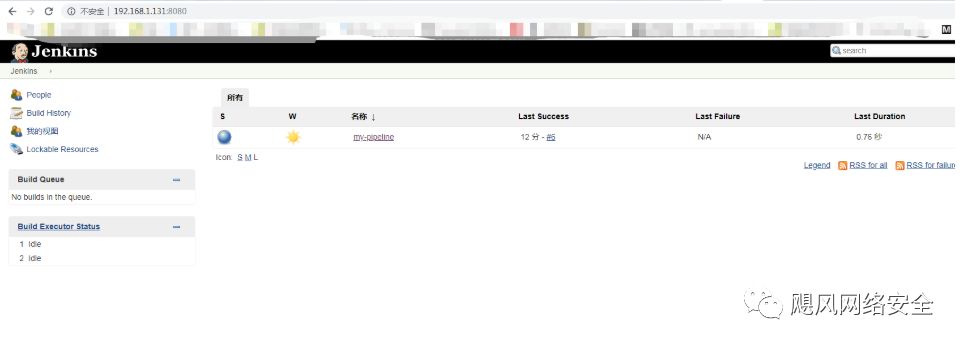 不安全 | 192.168.1.131:8080
M
Jenkins
search
Jenkins ›
People
Build History
我的视图
Lockable Resources
Build Queue
No builds in the queue.
Build Executor Status
1 Idle
2 Idle
所有
S W 名称 ↓ Last Success Last Failure Last Duration
my-pipeline 12 分 - #6 N/A 0.76 秒
Icon: S M L
Legend RSS for all RSS for failure
飓风网络安全